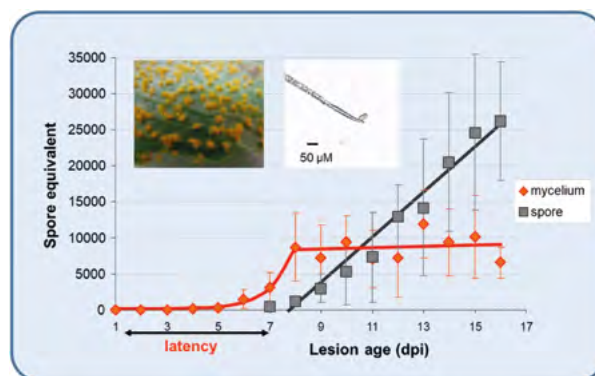 35000
30000
25000
20000
15000
10000
5000
0
Spore equivalent
50 µM
mycelium
spore
1 3 5 7 9 11 13 15 17
latency
Lesion age (dpi)